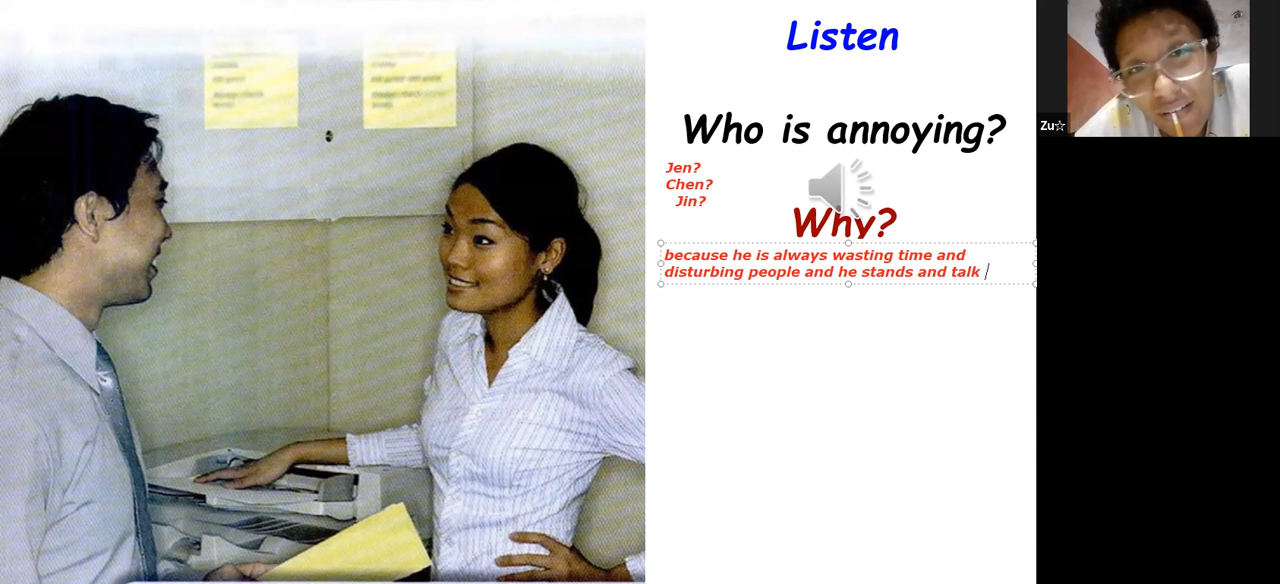 Listen
Who is annoying?
Jen?
Chen?
Jin?
Why?
because he is always wasting time and
disturbing people and he stands and talk
Zu☆